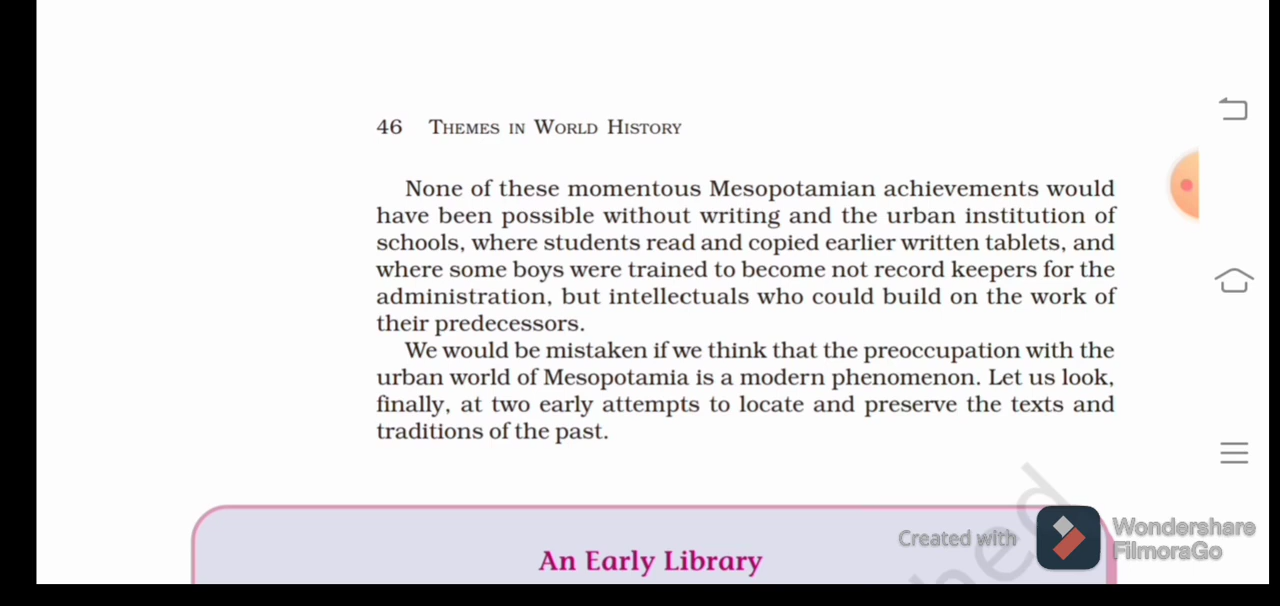 46 THEMES IN WORLD HISTORY
None of these momentous Mesopotamian achievements would
have been possible without writing and the urban institution of
schools, where students read and copied earlier written tablets, and
where some boys were trained to become not record keepers for the
administration, but intellectuals who could build on the work of
their predecessors.
We would be mistaken if we think that the preoccupation with the
urban world of Mesopotamia is a modern phenomenon. Let us look,
finally, at two early attempts to locate and preserve the texts and
traditions of the past.
An Early Library
Created with
Wondershare
FilmoraGo